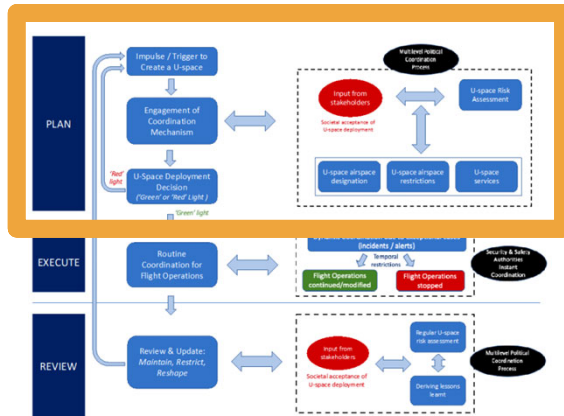 PLAN
Impulse / Trigger to
Create a U-space
Engagement of
Coordination
Mechanism
U-Space Deployment
Decision
('Green' or 'Red' Light )
'Red'
light
'Green' light
Multilevel Political
Coordination
Process
Input from
stakeholders
Societal acceptance of
U-space deployment
U-space Risk
Assessment
U-space airspace
designation
U-space airspace
restrictions
U-space
services
EXECUTE
Routine
Coordination for
Flight Operations
(incidents / alerts)
Temporal
restrictions
Flight Operations
continued/modified
Flight Operations
stopped
Security & Safety
Authorities
Instant
Coordination
REVIEW
Review & Update:
Maintain, Restrict,
Reshape
Input from
stakeholders
Societal acceptance of
U-space deployment
Regular U-space
risk assessment
Deriving lessons
learnt
Multilevel Political
Coordination
Process